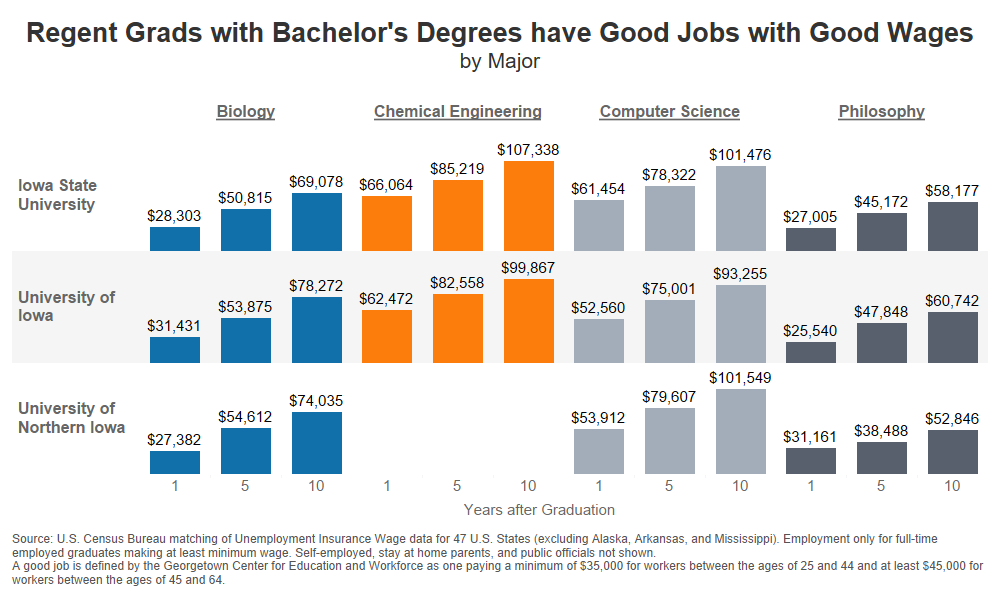 Regent Grads with Bachelor's Degrees have Good Jobs with Good Wages
by Major
Biology Chemical Engineering Computer Science Philosophy
Iowa State
University
$28,303 $50,815 $69,078 $66,064 $85,219 $107,338 $61,454 $78,322 $101,476 $27,005 $45,172 $58,177
University of
Iowa
$31,431 $53,875 $78,272 $62,472 $82,558 $99,867 $52,560 $75,001 $93,255 $25,540 $47,848 $60,742
University of
Northern Iowa
$27,382 $54,612 $74,035 $53,912 $79,607 $101,549 $31,161 $38,488 $52,846
1 5 10 1 5 10 1 5 10 1 5 10
Years after Graduation
Source: U.S. Census Bureau matching of Unemployment Insurance Wage data for 47 U.S. States (excluding Alaska, Arkansas, and Mississippi). Employment only for full-time
employed graduates making at least minimum wage. Self-employed, stay at home parents, and public officials not shown.
A good job is defined by the Georgetown Center for Education and Workforce as one paying a minimum of $35,000 for workers between the ages of 25 and 44 and at least $45,000 for
workers between the ages of 45 and 64.